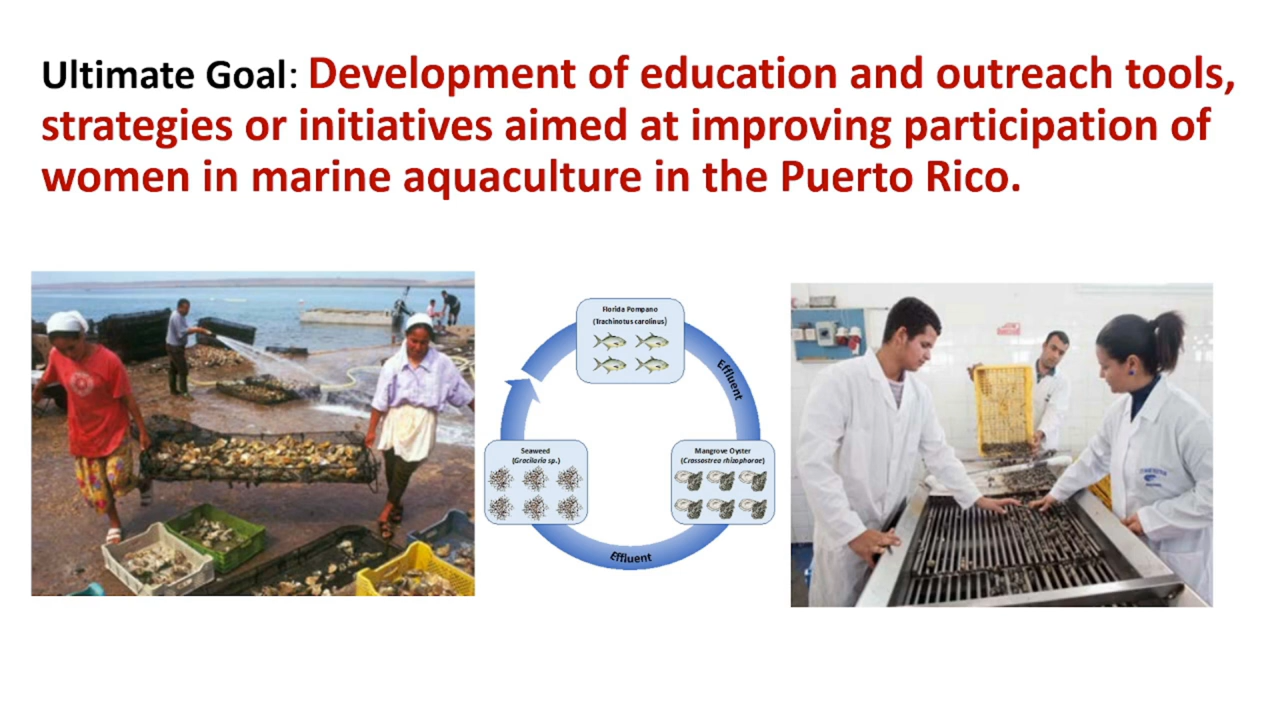 Ultimate Goal: Development of education and outreach tools,
strategies or initiatives aimed at improving participation of
women in marine aquaculture in the Puerto Rico.
Florida Pompano
(Trachinotus carolinus)
Effluent
Seaweed
(Gracilaria sp.)
Mangrove Oyster
(Crassostrea rhizophorae)
Effluent